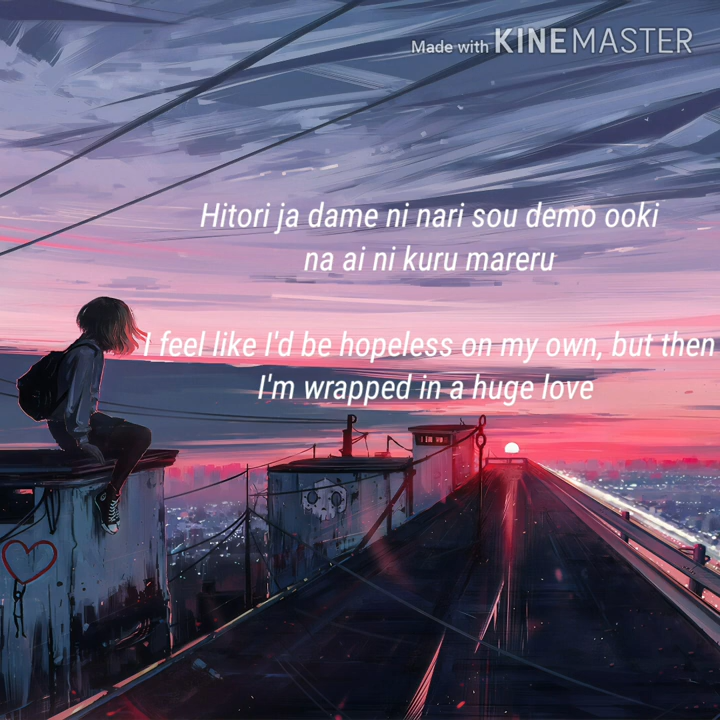 Made with KINEMASTER
Hitori ja dame ni nari sou demo ooki
na ai ni kuru mareru
I feel like I'd be hopeless on my own, but then
I'm wrapped in a huge love